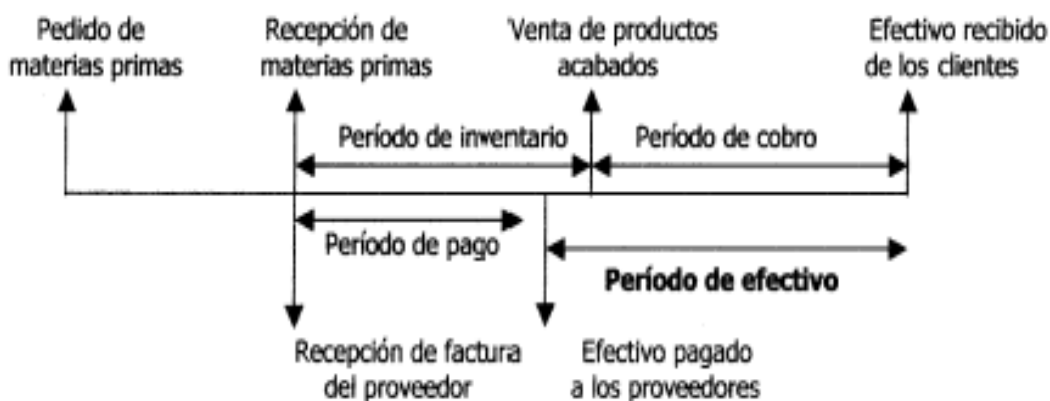 Pedido de
materias primas
Recepción de
materias primas
Venta de productos
acabados
Efectivo recibido
de los clientes
Período de inventario
Período de cobro
Período de pago
Período de efectivo
Recepción de factura
del proveedor
Efectivo pagado
a los proveedores